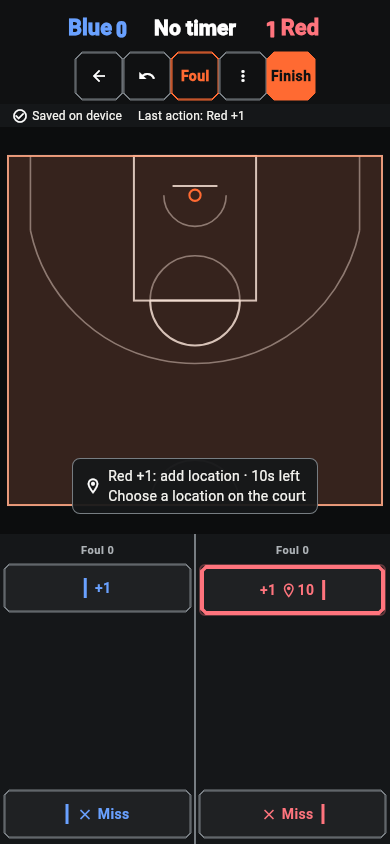 Blue 0 No timer 1 Red
Foul Finish
Saved on device Last action: Red +1
Red +1: add location · 10s left
Choose a location on the court
Foul 0 Foul 0
+1 +1 10
Miss Miss